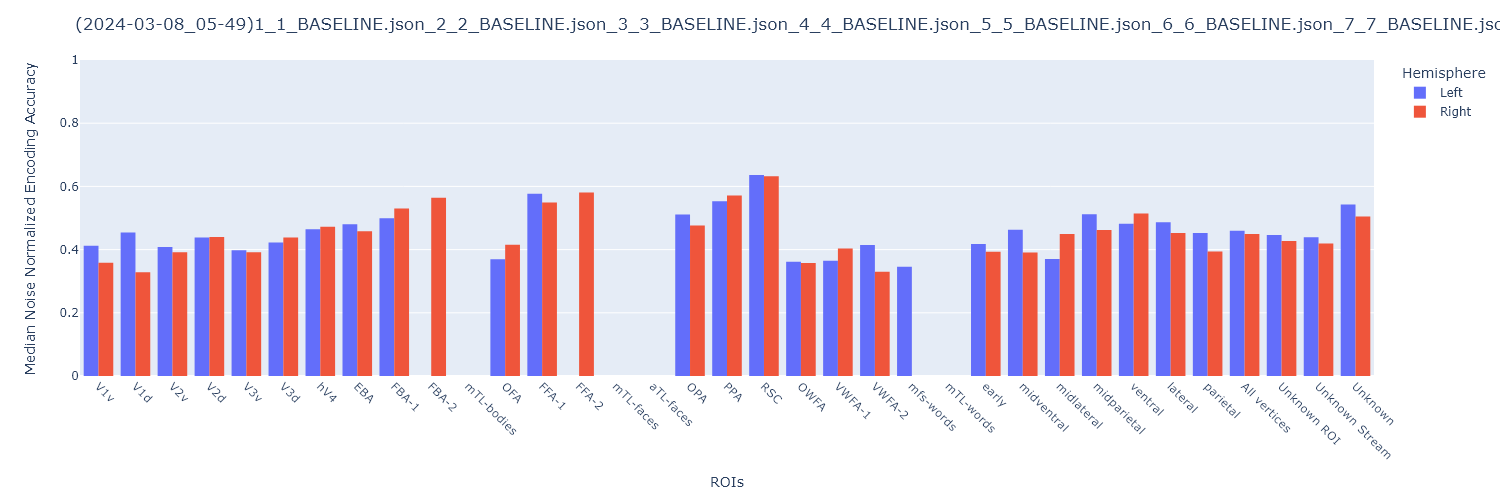 (2024-03-08_05-49)1_1_BASELINE.json_2_2_BASELINE.json_3_3_BASELINE.json_4_4_BASELINE.json_5_5_BASELINE.json_6_6_BASELINE.json_7_7_BASELINE.jsc
Median Noise Normalized Encoding Accuracy
1
0.8
0.6
0.4
0.2
0
V1v
V1d
V2v
V2d
V3v
V3d
hV4
EBA
FBA-1
FBA-2
mTL-bodies
OFA
FFA-1
FFA-2
mTL-faces
aTL-faces
OPA
PPA
RSC
OWFA
VWFA-1
VWFA-2
mfs-words
mTL-words
early
midventral
midlateral
midparietal
ventral
lateral
parietal
All vertices
Unknown ROI
Unknown Stream
Unknown
ROIs
Hemisphere
Left
Right